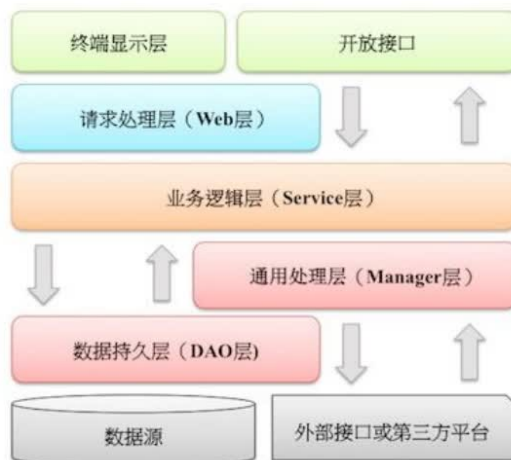 终端显示层
开放接口
请求处理层（Web层）
业务逻辑层（Service层）
通用处理层（Manager层）
数据持久层（DAO层)
数据源
外部接口或第三方平台